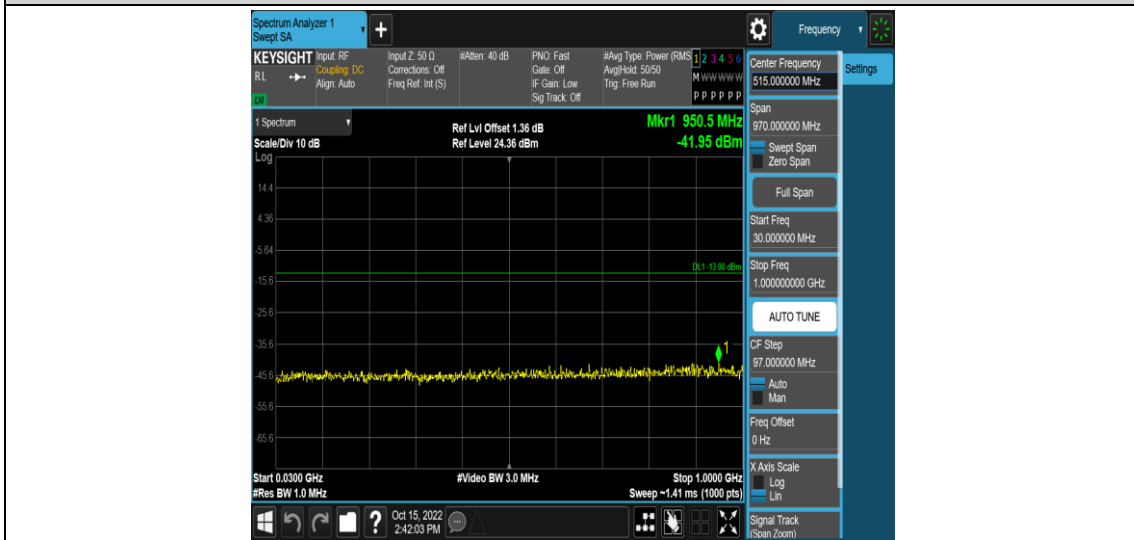 Spectrum Analyzer 1
Swept SA
+
Frequency
KEYSIGHT
RL
LXI
Input: RF
Coupling: DC
Align: Auto
Input Z: 50 Ω
Corrections: Off
Freq Ref: Int (S)
#Atten: 40 dB
PNO: Fast
Gate: Off
IF Gain: Low
Sig Track: Off
#Avg Type: Power (RMS
Avg|Hold: 50/50
Trig: Free Run
1 2 3 4 5 6
M W W W W W
P P P P P P
1 Spectrum
Scale/Div 10 dB
Log
Ref Lvl Offset 1.36 dB
Ref Level 24.36 dBm
Mkr1 950.5 MHz
-41.95 dBm
14.4
4.36
-5.64
DL1 -13.00 dBm
-15.6
-25.6
-35.6
1
-45.6
-55.6
-65.6
Start 0.0300 GHz
#Res BW 1.0 MHz
#Video BW 3.0 MHz
Stop 1.0000 GHz
Sweep ~1.41 ms (1000 pts)
Center Frequency
515.000000 MHz
Settings
Span
970.000000 MHz
Swept Span
Zero Span
Full Span
Start Freq
30.000000 MHz
Stop Freq
1.000000000 GHz
AUTO TUNE
CF Step
97.000000 MHz
Auto
Man
Freq Offset
0 Hz
X Axis Scale
Log
Lin
Signal Track
(Span Zoom)
?
Oct 15, 2022
2:42:03 PM